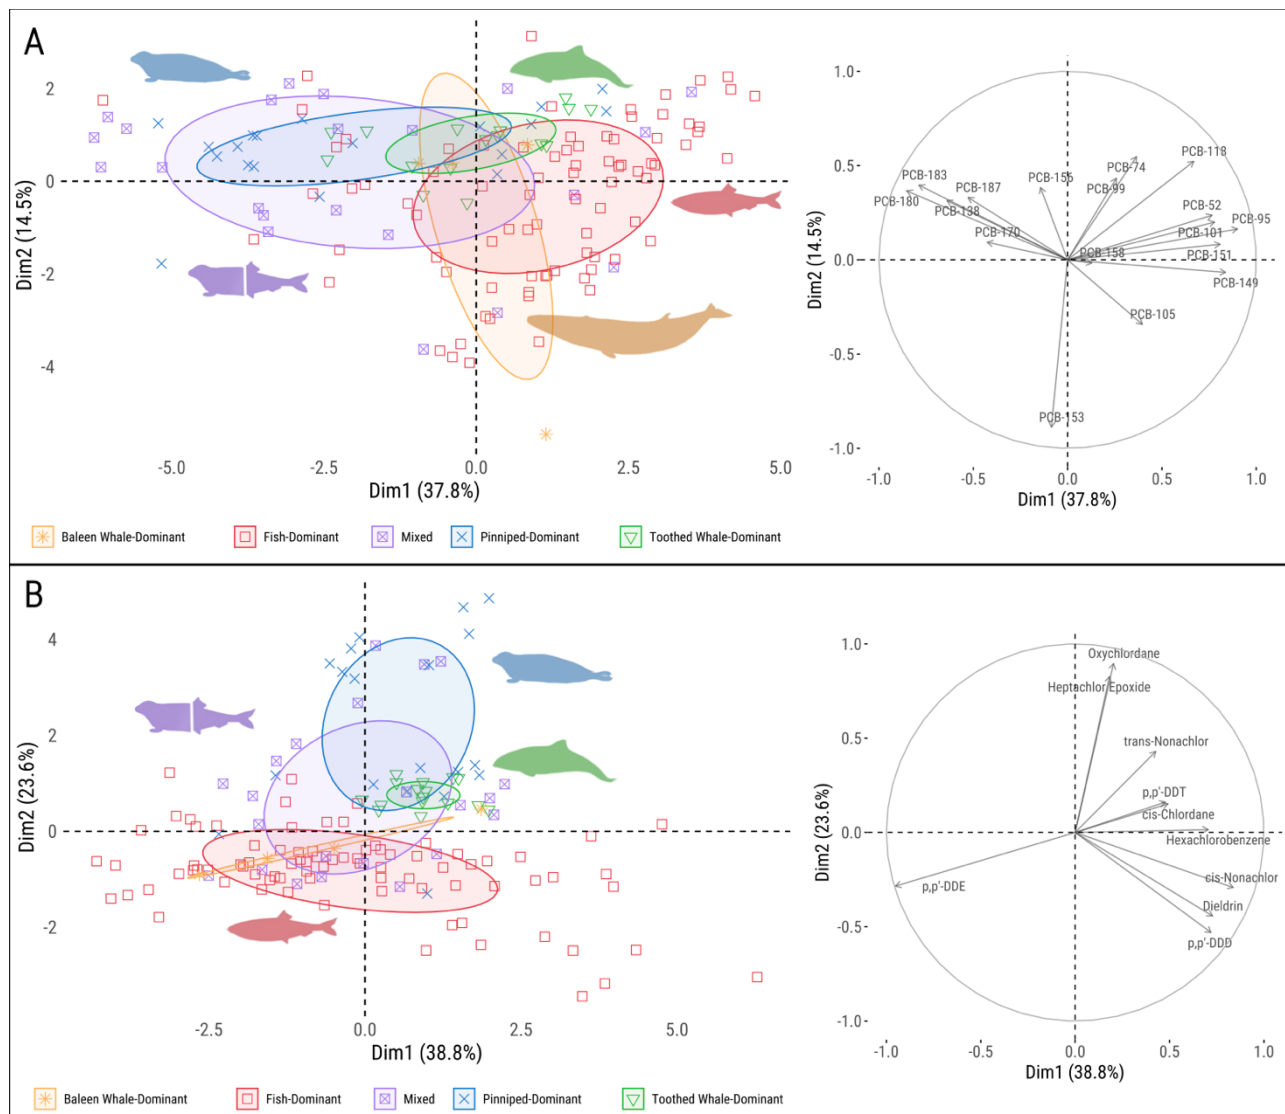 A
2
0
-2
-4
Dim2 (14.5%)
-5.0
-2.5
0.0
2.5
5.0
Dim1 (37.8%)
1.0
0.5
0.0
-0.5
-1.0
Dim2 (14.5%)
PCB-183
PCB-180
PCB-187
PCB-138
PCB-170
PCB-156
PCB-74
PCB-99
PCB-118
PCB-52
PCB-95
PCB-101
PCB-158
PCB-151
PCB-149
PCB-105
PCB-153
-1.0
-0.5
0.0
0.5
1.0
Dim1 (37.8%)
Baleen Whale-Dominant
Fish-Dominant
Mixed
Pinniped-Dominant
Toothed Whale-Dominant
B
4
2
0
-2
Dim2 (23.6%)
-2.5
0.0
2.5
5.0
Dim1 (38.8%)
1.0
0.5
0.0
-0.5
-1.0
Dim2 (23.6%)
Oxychlordane
Heptachlor Epoxide
trans-Nonachlor
p,p'-DDT
cis-Chlordane
Hexachlorobenzene
cis-Nonachlor
p,p'-DDE
Dieldrin
p,p'-DDD
-1.0
-0.5
0.0
0.5
1.0
Dim1 (38.8%)
Baleen Whale-Dominant
Fish-Dominant
Mixed
Pinniped-Dominant
Toothed Whale-Dominant